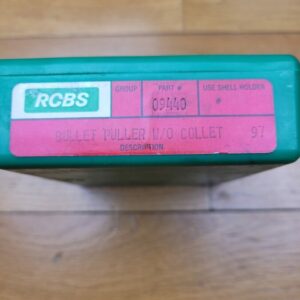 RCBS GROUP PART # USE SHELL HOLDER
09440 #
BULLET PULLER W/O COLLET 97
DESCRIPTION